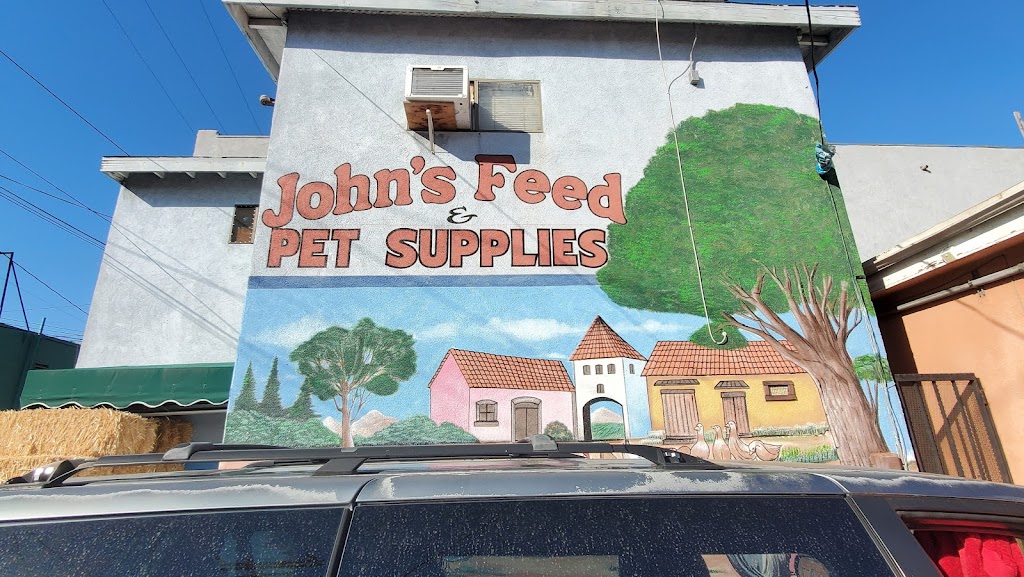 John's Feed
&
PET SUPPLIES